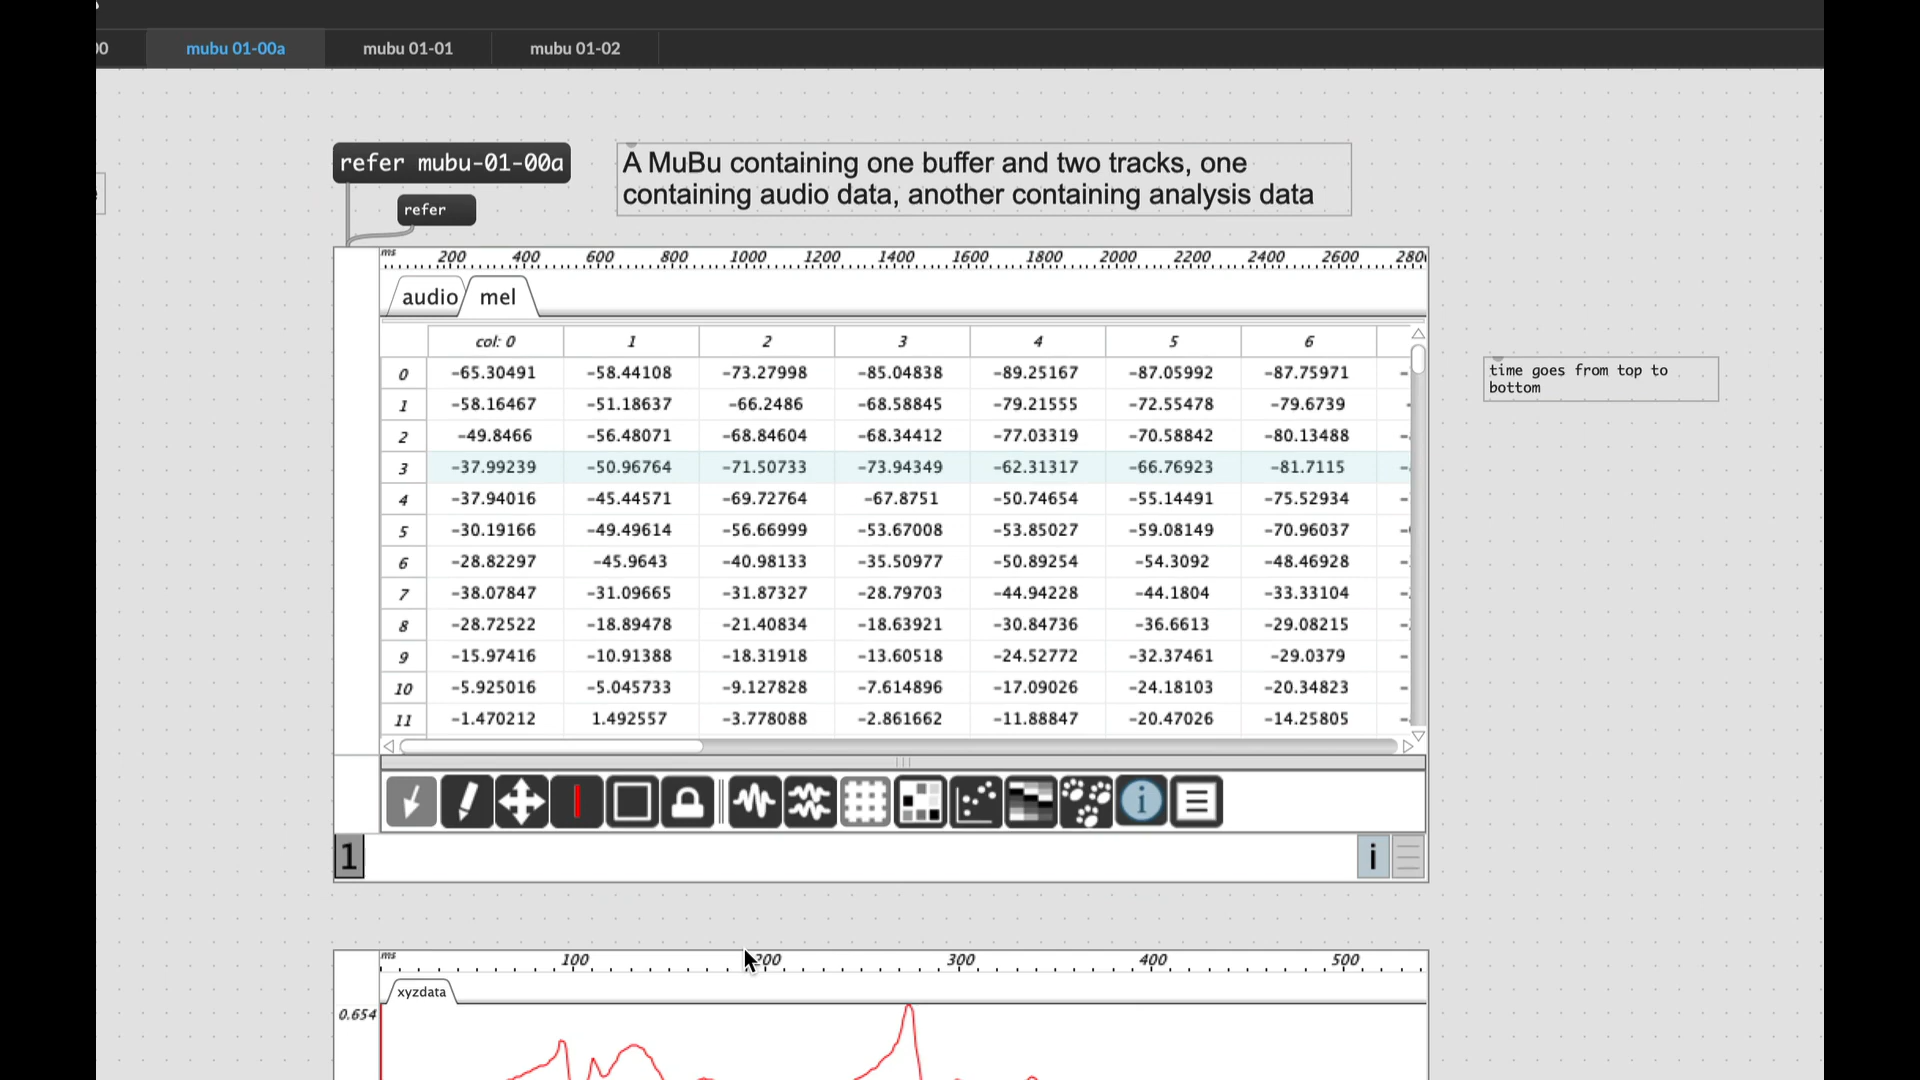 00
mubu 01-00a
mubu 01-01
mubu 01-02
refer mubu-01-00a
refer
A MuBu containing one buffer and two tracks, one
containing audio data, another containing analysis data
ms 200 400 600 800 1000 1200 1400 1600 1800 2000 2200 2400 2600 280
audio mel
col: 0 1 2 3 4 5 6
0 -65.30491 -58.44108 -73.27998 -85.04838 -89.25167 -87.05992 -87.75971 -
1 -58.16467 -51.18637 -66.2486 -68.58845 -79.21555 -72.55478 -79.6739 -
2 -49.8466 -56.48071 -68.84604 -68.34412 -77.03319 -70.58842 -80.13488 -
3 -37.99239 -50.96764 -71.50733 -73.94349 -62.31317 -66.76923 -81.7115 -
4 -37.94016 -45.44571 -69.72764 -67.8751 -50.74654 -55.14491 -75.52934 -
5 -30.19166 -49.49614 -56.66999 -53.67008 -53.85027 -59.08149 -70.96037 -
6 -28.82297 -45.9643 -40.98133 -35.50977 -50.89254 -54.3092 -48.46928 -
7 -38.07847 -31.09665 -31.87327 -28.79703 -44.94228 -44.1804 -33.33104 -
8 -28.72522 -18.89478 -21.40834 -18.63921 -30.84736 -36.6613 -29.08215 -
9 -15.97416 -10.91388 -18.31918 -13.60518 -24.52772 -32.37461 -29.0379 -
10 -5.925016 -5.045733 -9.127828 -7.614896 -17.09026 -24.18103 -20.34823 -
11 -1.470212 1.492557 -3.778088 -2.861662 -11.88847 -20.47026 -14.25805 -
time goes from top to
bottom
i
1
i
ms 100 200 300 400 500
xyzdata
0.654